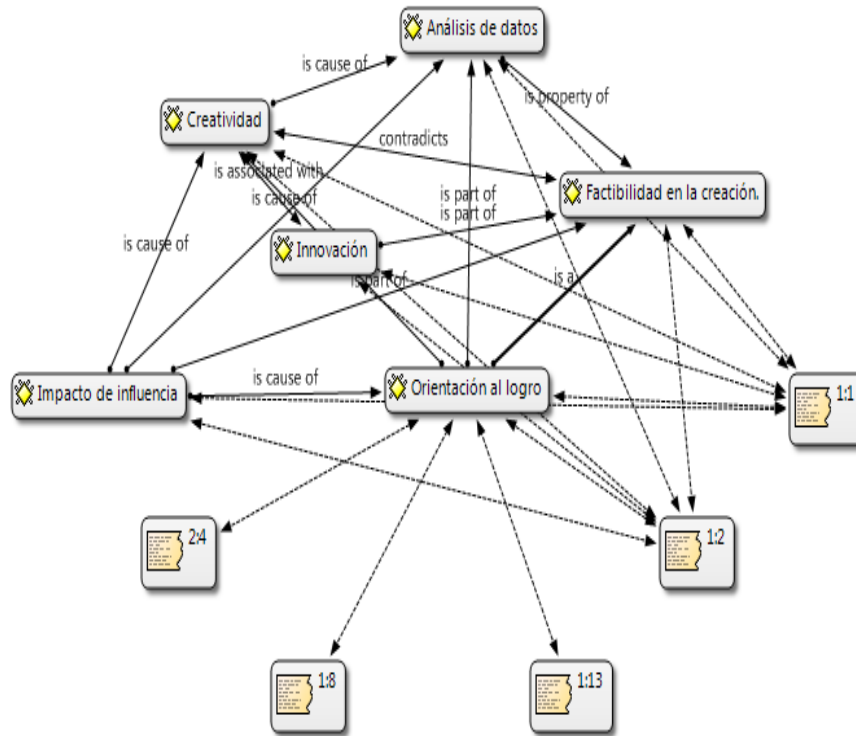 Análisis de datos
is cause of
is property of
Creatividad
contradicts
is associated with
is cause of
is part of
is part of
Factibilidad en la creación.
is cause of
Innovación
is part of
is a
Impacto de influencia
is cause of
Orientación al logro
1:1
2:4
1:2
1:8
1:13